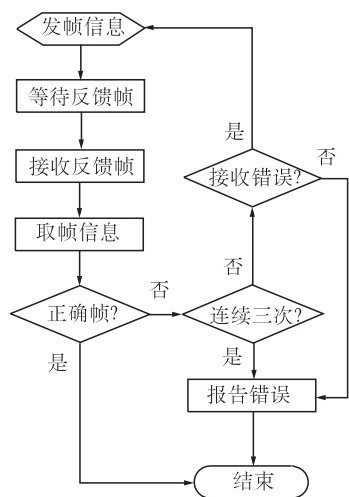 发帧信息
等待反馈帧
是
否
接收反馈帧
接收错误?
取帧信息
否
否
正确帧?
连续三次?
是
是
报告错误
结束